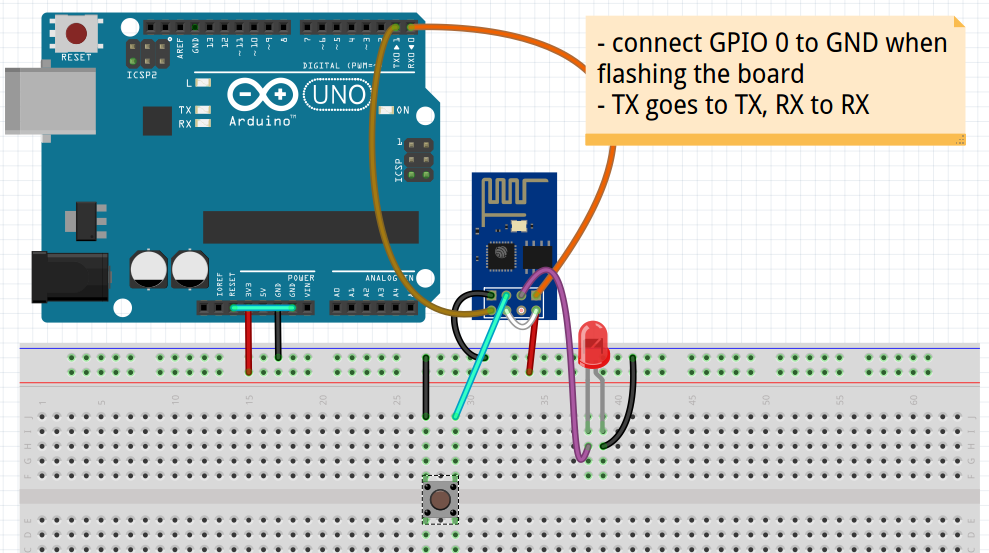 - connect GPIO 0 to GND when
flashing the board
- TX goes to TX, RX to RX
RESET
ICSP2
AREF
GND
13
12
~11
~10
~9
8
7
~6
~5
4
~3
2
TXD ▶ 1
RXD ◀ 0
DIGITAL (PWM=~)
L
TX
RX
UNO
Arduino™
ON
1
ICSP
POWER
ANALOG IN
IOREF
RESET
3V3
5V
GND
GND
VIN
A0
A1
A2
A3
A4
1 5 10 15 20 25 30 35 40 45 50 55 60
J J
I I
H H
G G
F F
E E
D D
C C